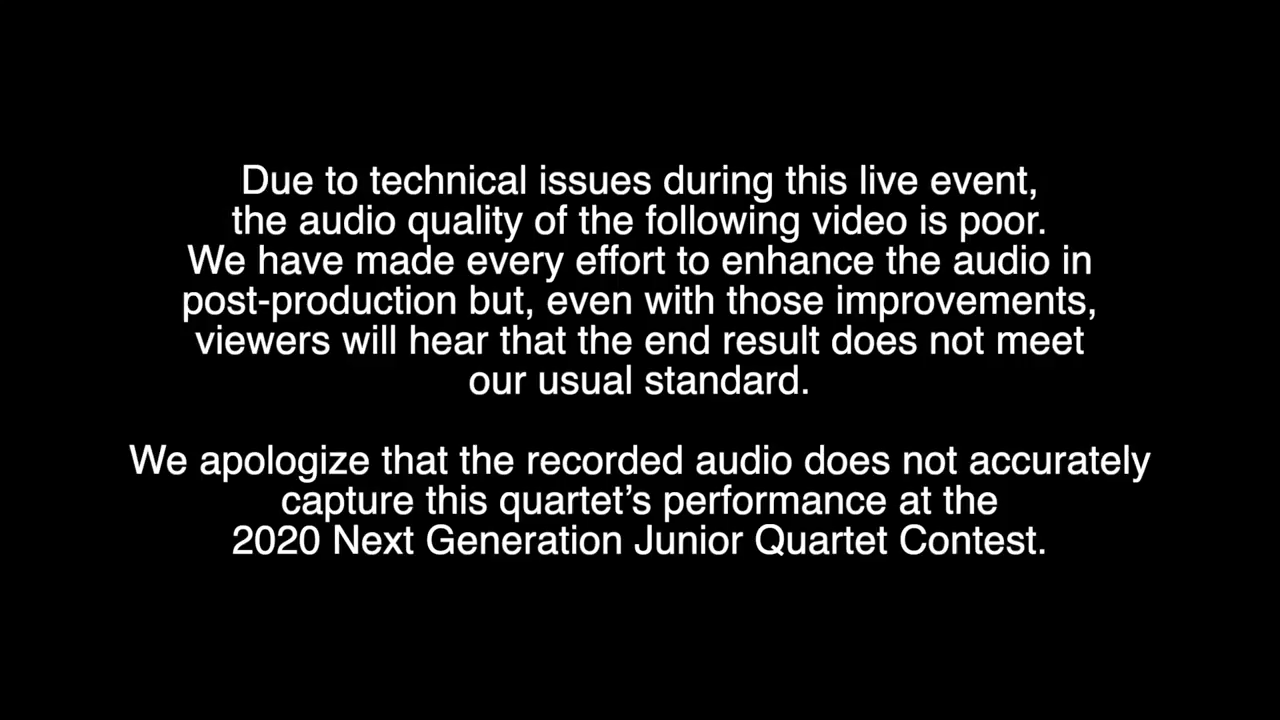 Due to technical issues during this live event,
the audio quality of the following video is poor.
We have made every effort to enhance the audio in
post-production but, even with those improvements,
viewers will hear that the end result does not meet
our usual standard.
We apologize that the recorded audio does not accurately
capture this quartet’s performance at the
2020 Next Generation Junior Quartet Contest.